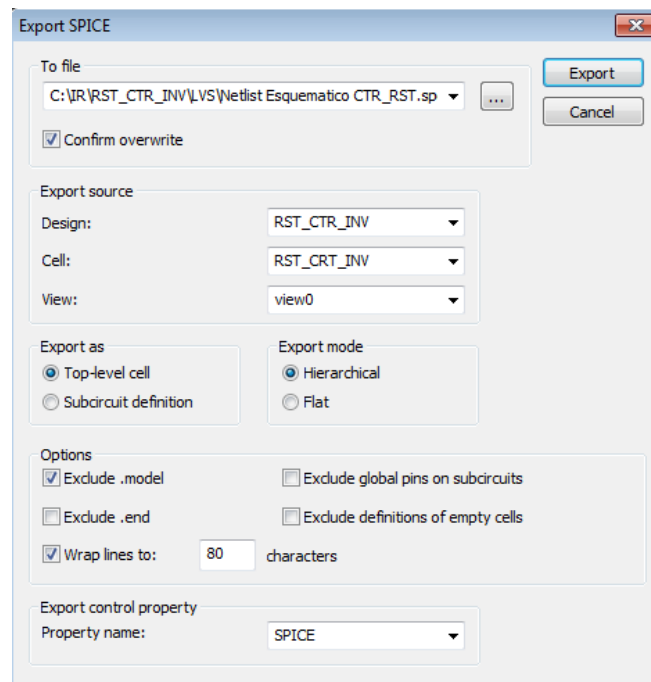 Export SPICE
To file
C:\IR\RST_CTR_INV\LVS\Netlist Esquematico CTR_RST.sp
...
Export
Cancel
Confirm overwrite
Export source
Design: RST_CTR_INV
Cell: RST_CRT_INV
View: view0
Export as
Top-level cell
Subcircuit definition
Export mode
Hierarchical
Flat
Options
Exclude .model
Exclude global pins on subcircuits
Exclude .end
Exclude definitions of empty cells
Wrap lines to: 80 characters
Export control property
Property name: SPICE